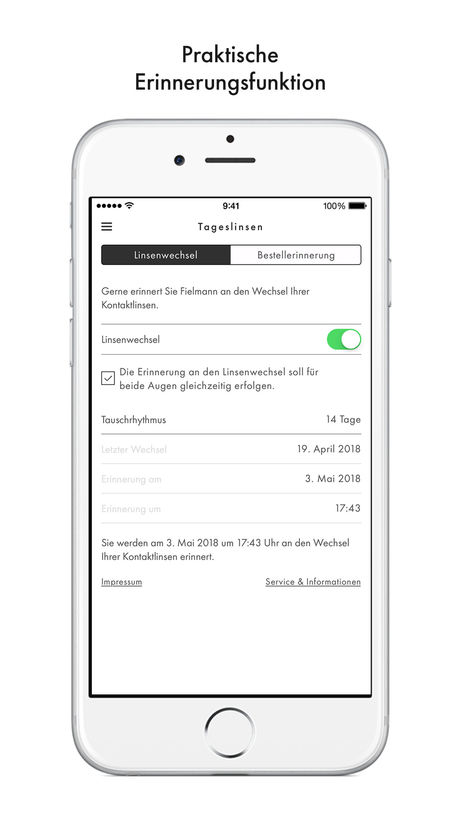 Praktische
Erinnerungsfunktion
9:41
100%
Tageslinsen
Linsenwechsel
Bestellerinnerung
Gerne erinnert Sie Fielmann an den Wechsel Ihrer
Kontaktlinsen.
Linsenwechsel
Die Erinnerung an den Linsenwechsel soll für
beide Augen gleichzeitig erfolgen.
Tauschrhythmus 14 Tage
Letzter Wechsel 19. April 2018
Erinnerung am 3. Mai 2018
Erinnerung um 17:43
Sie werden am 3. Mai 2018 um 17:43 Uhr an den Wechsel
Ihrer Kontaktlinsen erinnert.
Impressum Service & Informationen